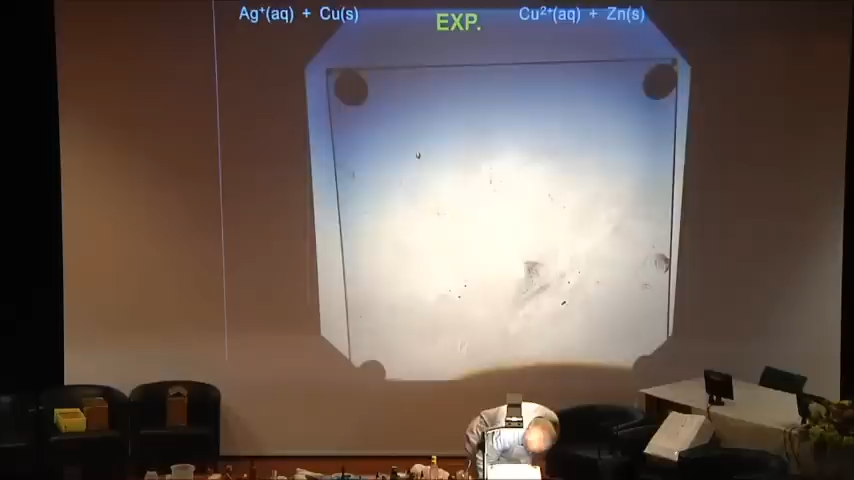 Ag⁺(aq) + Cu(s)
EXP.
Cu²⁺(aq) + Zn(s)